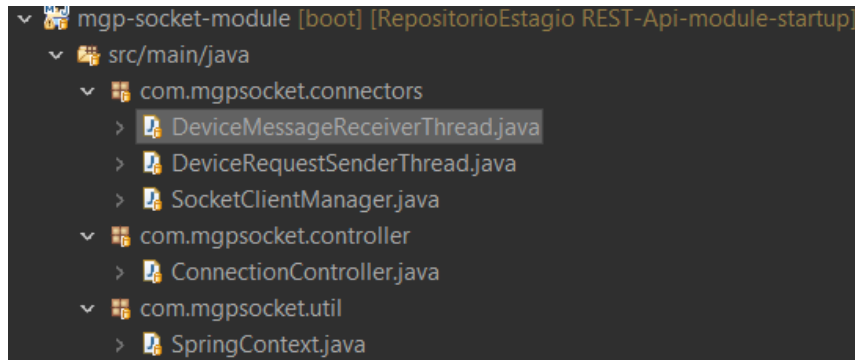 mgp-socket-module [boot] [RepositorioEstagio REST-Api-module-startup]
src/main/java
com.mgpsocket.connectors
DeviceMessageReceiverThread.java
DeviceRequestSenderThread.java
SocketClientManager.java
com.mgpsocket.controller
ConnectionController.java
com.mgpsocket.util
SpringContext.java